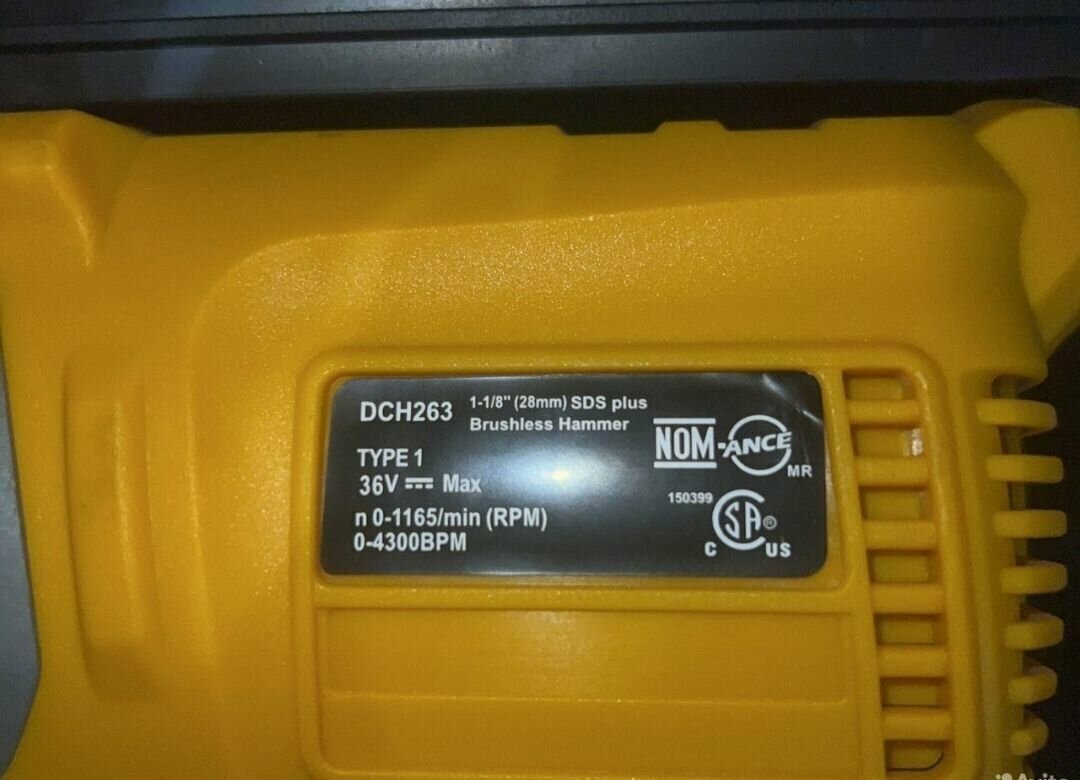 DCH263 1-1/8" (28mm) SDS plus
Brushless Hammer
NOM-ANCE
MR
TYPE 1
36V ⎓ Max
150399
n 0-1165/min (RPM)
0-4300BPM
C SA® US
Avito